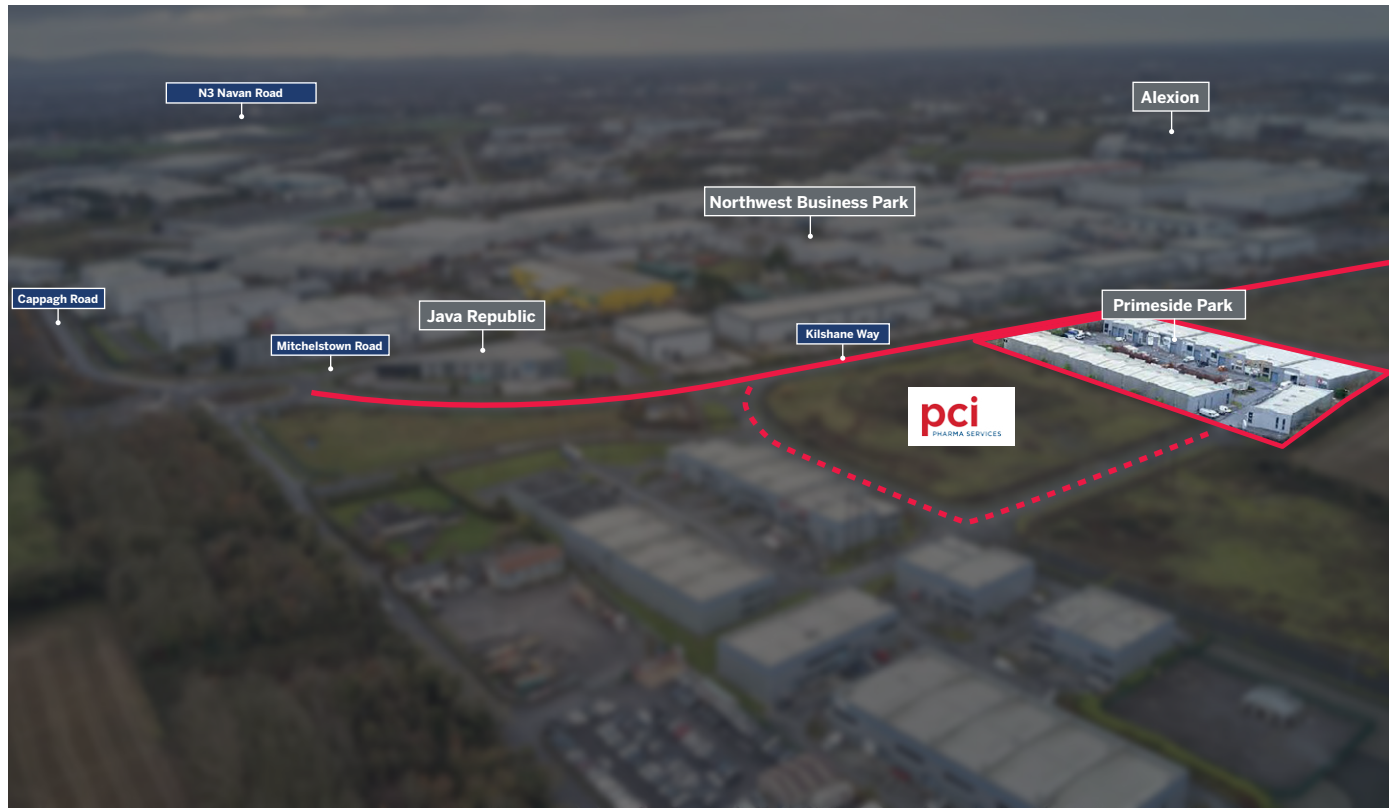 N3 Navan Road
Alexion
Northwest Business Park
Cappagh Road
Java Republic
Primeside Park
Mitchelstown Road
Kilshane Way
pci
PHARMA SERVICES